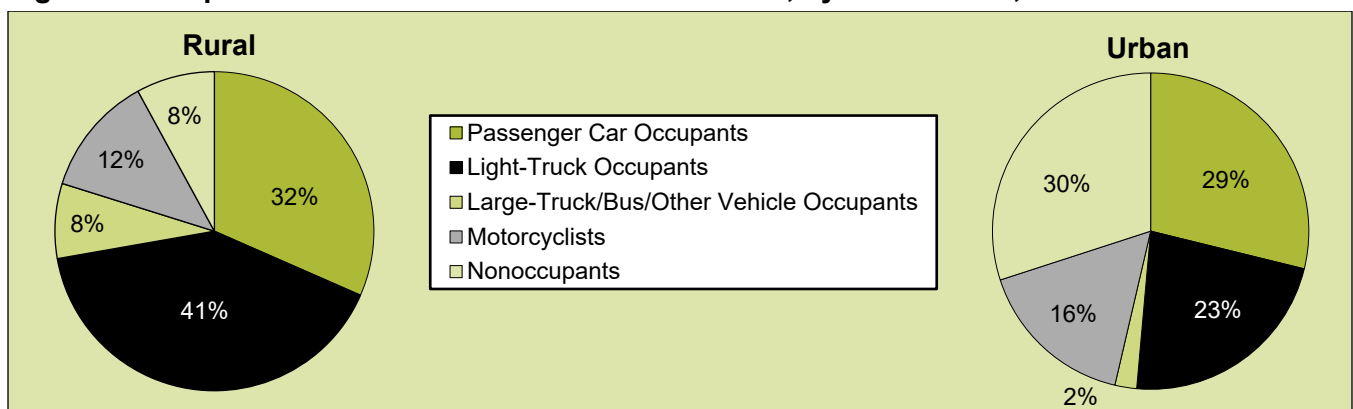 Rural
Urban
8%
12%
32%
8%
41%
Passenger Car Occupants
Light-Truck Occupants
Large-Truck/Bus/Other Vehicle Occupants
Motorcyclists
Nonoccupants
30%
29%
16%
23%
2%